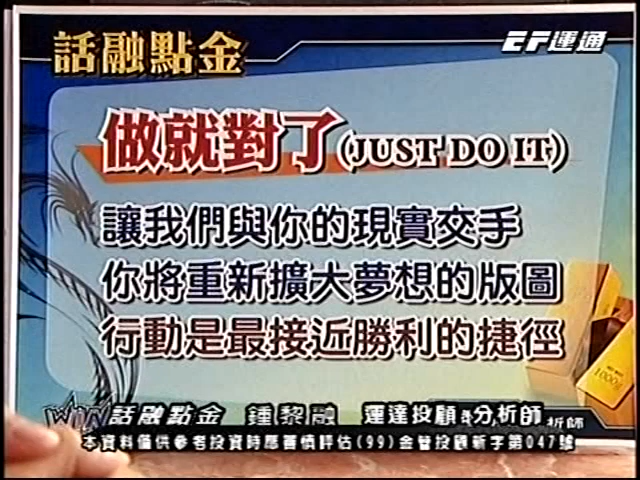 話融點金 EF運通
做就對了(JUST DO IT)
讓我們與你的現實交手
你將重新擴大夢想的版圖
行動是最接近勝利的捷徑
WIN 話融點金 鍾黎融 運達投顧 分析師 析師
本資料僅供參考投資時應審慎評估(99)金管投顧新字第047號